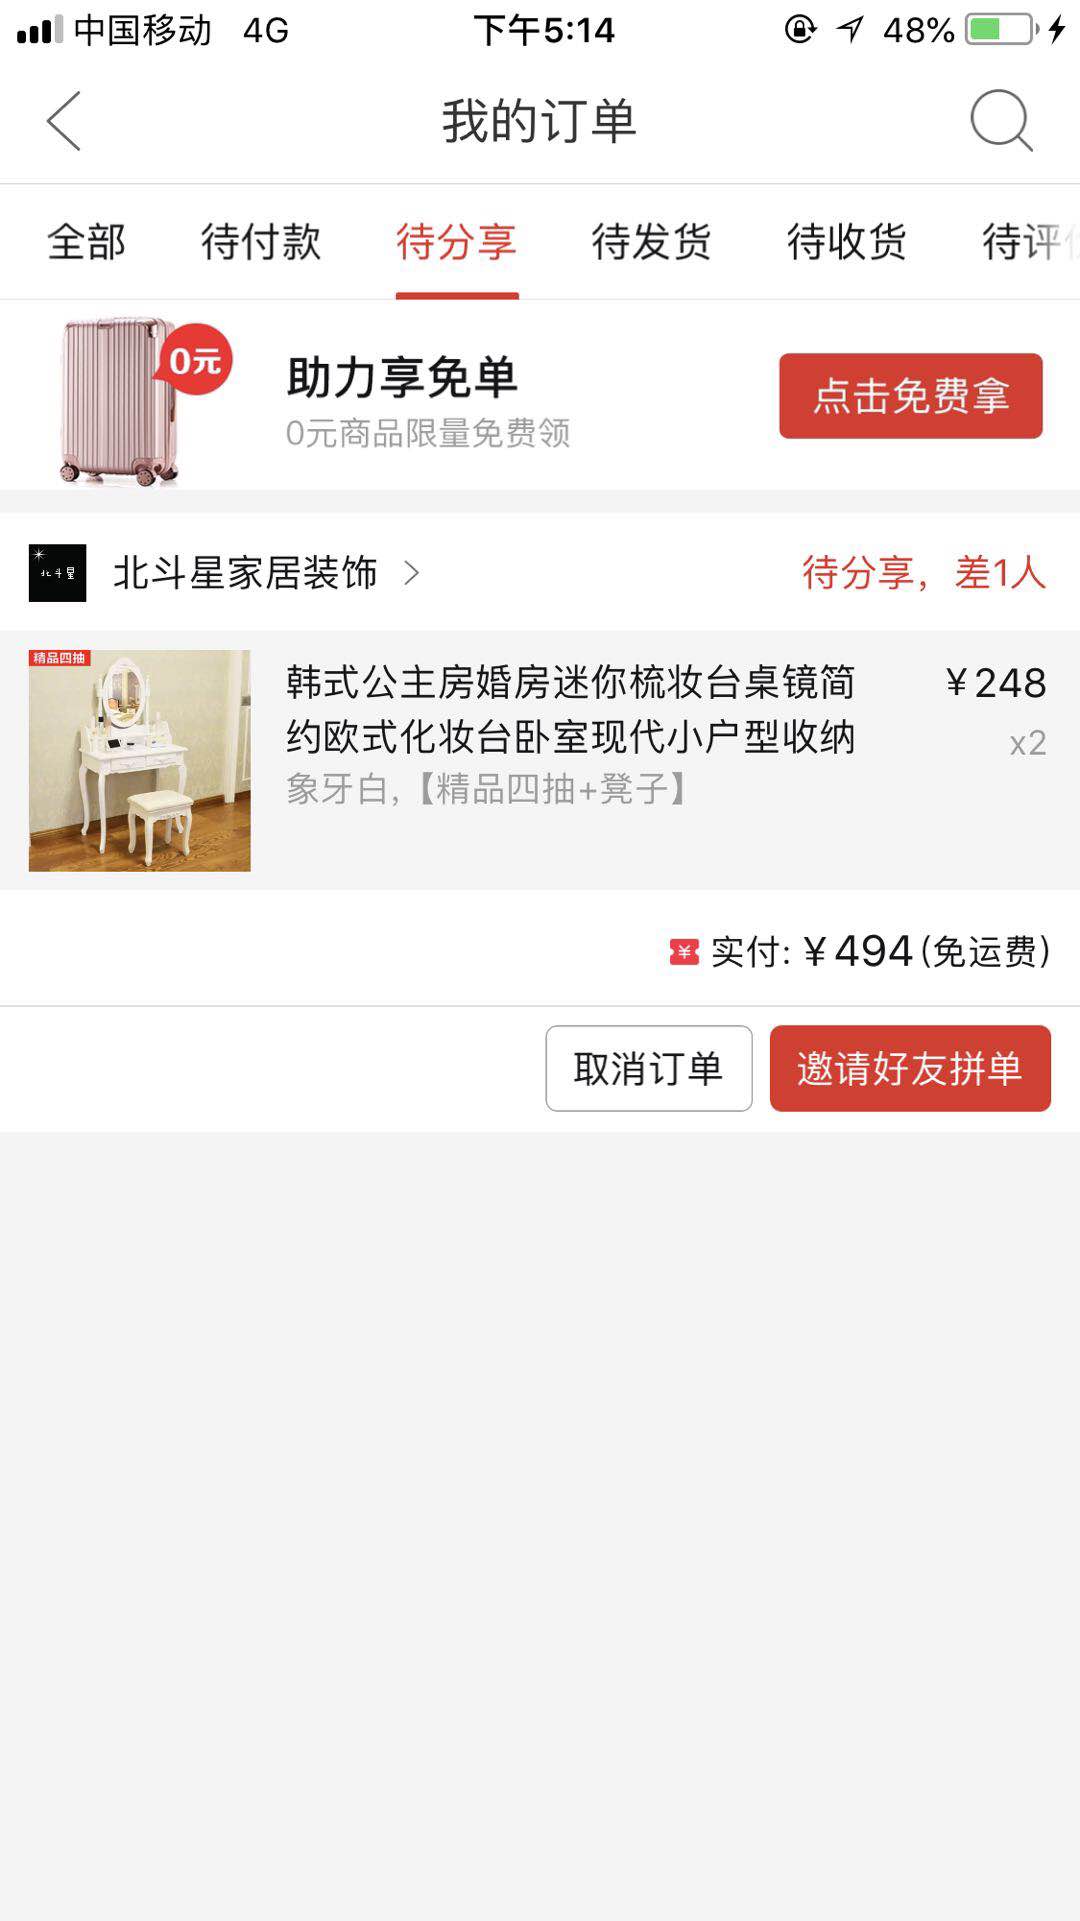 中国移动 4G 下午5:14 48%
我的订单
全部 待付款 待分享 待发货 待收货 待评
0元
助力享免单
0元商品限量免费领
点击免费拿
北斗星
北斗星家居装饰
待分享，差1人
精品四抽
韩式公主房婚房迷你梳妆台桌镜简 ¥248
约欧式化妆台卧室现代小户型收纳 x2
象牙白,【精品四抽+凳子】
¥ 实付: ¥494(免运费)
取消订单 邀请好友拼单